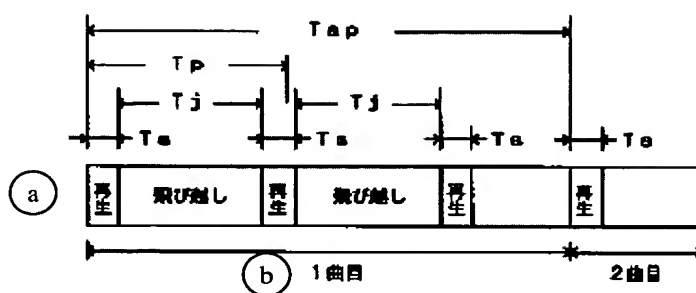 Tap
Tp
Tj Tj
Ts Ts Ts Ts
a 再生 飛び越し 再生 飛び越し 再生 再生
b 1曲目 2曲目